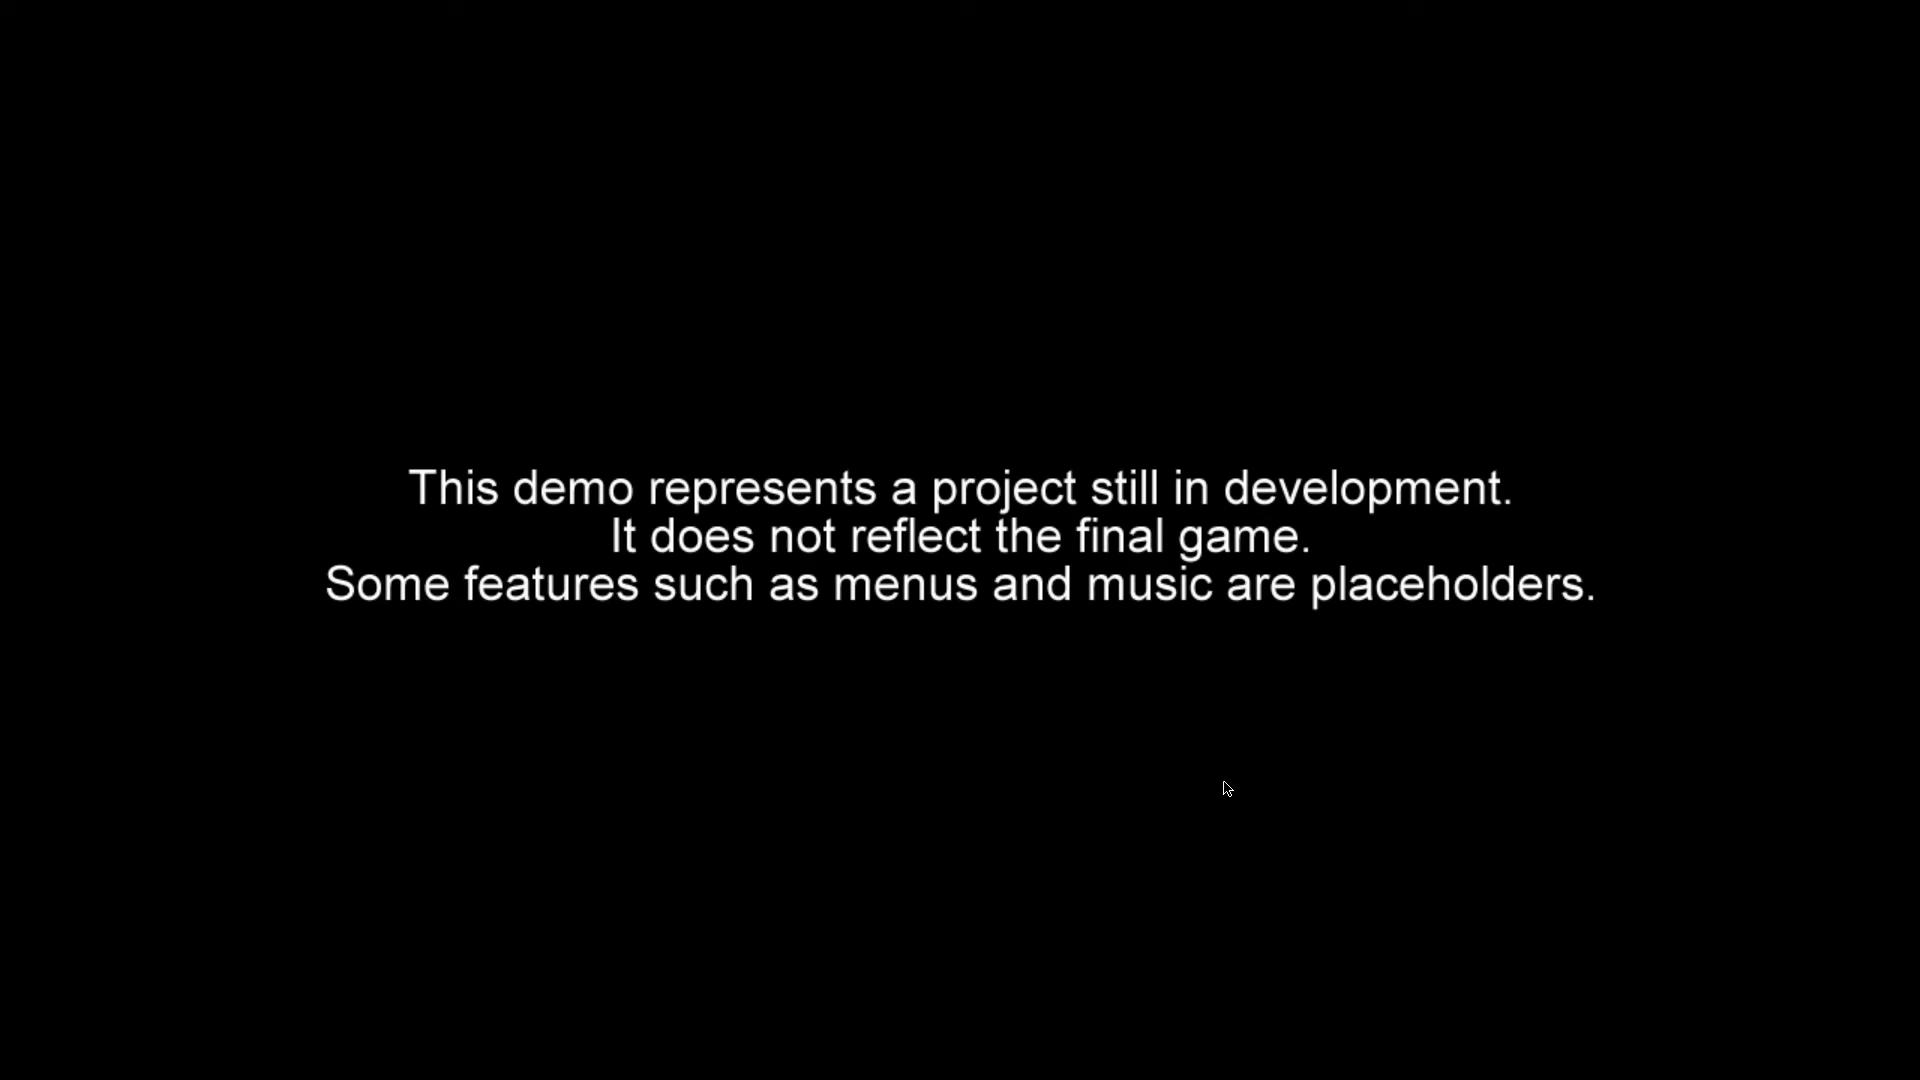 This demo represents a project still in development.
It does not reflect the final game.
Some features such as menus and music are placeholders.